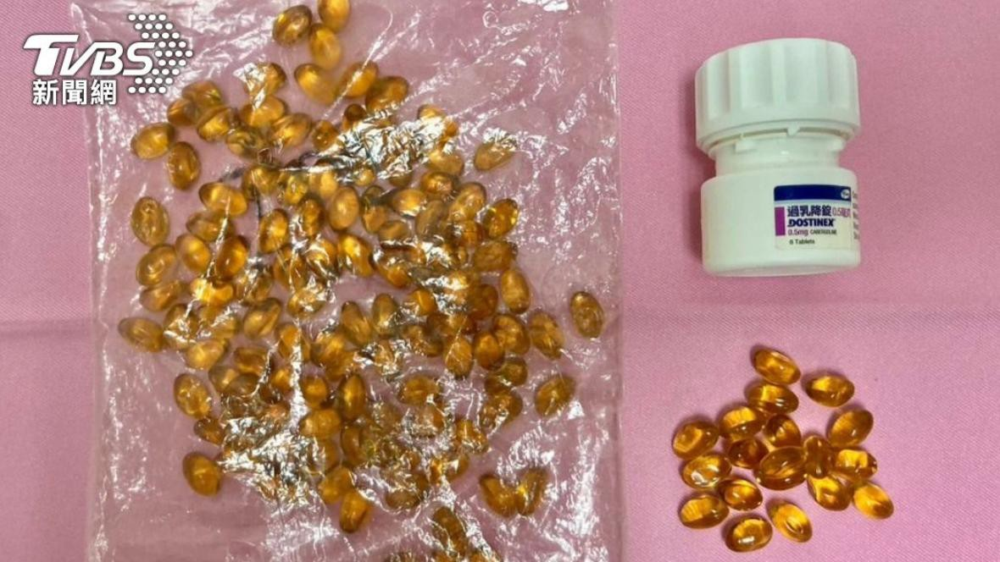 TVBS
新聞網
過乳降錠
DOSTINEX
0.5mg CABERGOLINE
8 Tablets